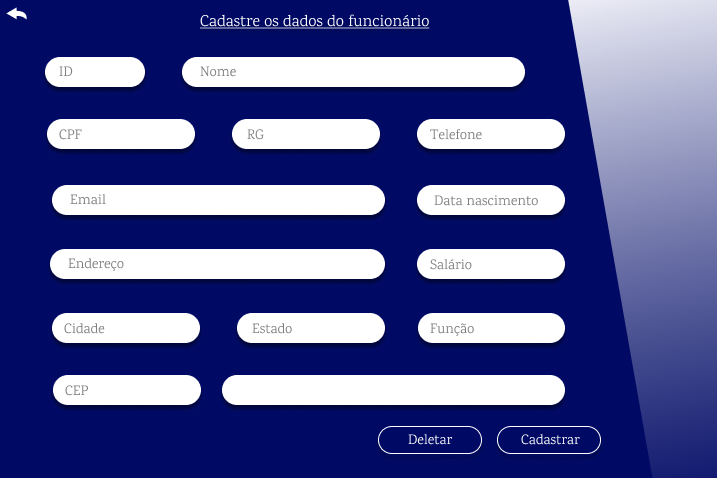 Cadastre os dados do funcionário
ID Nome
CPF RG Telefone
Email Data nascimento
Endereço Salário
Cidade Estado Função
CEP
Deletar Cadastrar